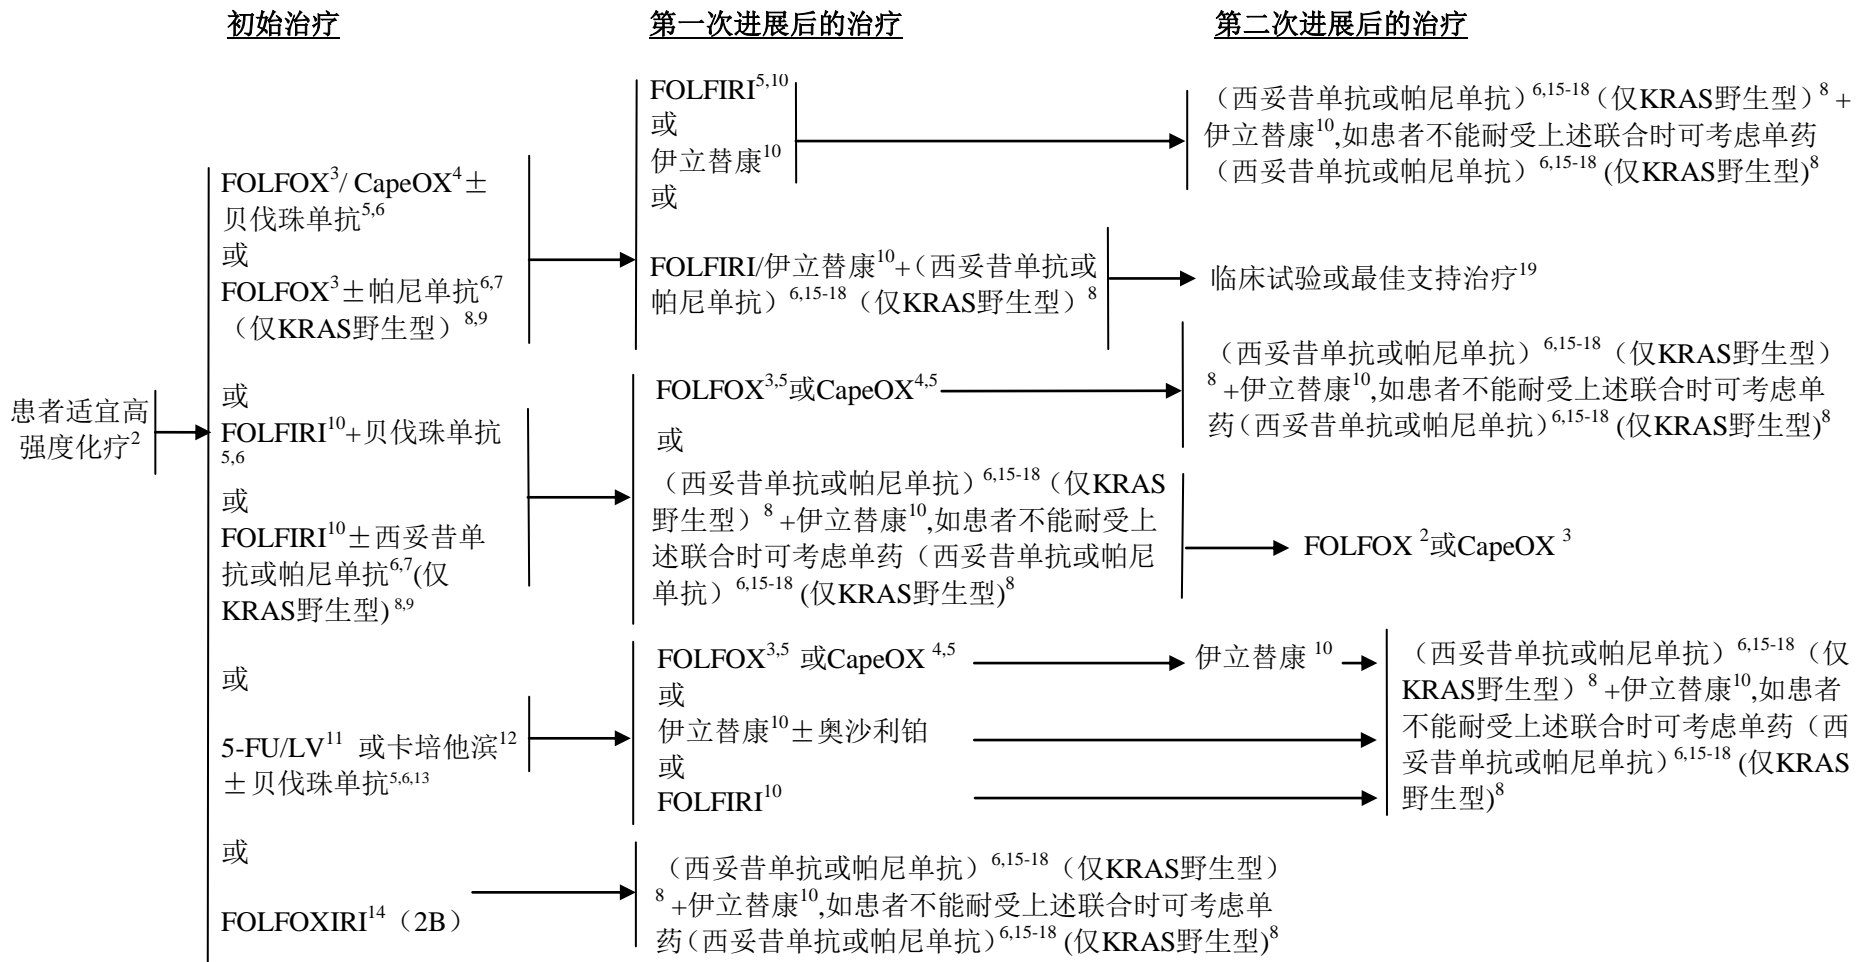 初始治疗
第一次进展后的治疗
第二次进展后的治疗
患者适宜高
强度化疗2
FOLFOX3/ CapeOX4±
贝伐珠单抗5,6
或
FOLFOX3±帕尼单抗6,7
（仅KRAS野生型）8,9
或
FOLFIRI10+贝伐珠单抗
5,6
或
FOLFIRI10±西妥昔单
抗或帕尼单抗6,7(仅
KRAS野生型) 8,9
或
5-FU/LV11 或卡培他滨12
±贝伐珠单抗5,6,13
或
FOLFOXIRI14（2B）
FOLFIRI5,10
或
伊立替康10
或
FOLFIRI/伊立替康10+（西妥昔单抗或
帕尼单抗）6,15-18（仅KRAS野生型）8
FOLFOX3,5或CapeOX4,5
或
（西妥昔单抗或帕尼单抗）6,15-18（仅KRAS
野生型）8 +伊立替康10,如患者不能耐受上
述联合时可考虑单药（西妥昔单抗或帕尼
单抗）6,15-18 (仅KRAS野生型)8
FOLFOX3,5 或CapeOX 4,5
或
伊立替康10±奥沙利铂
或
FOLFIRI10
（西妥昔单抗或帕尼单抗）6,15-18（仅KRAS野生型）
8 +伊立替康10,如患者不能耐受上述联合时可考虑单
药（西妥昔单抗或帕尼单抗）6,15-18 (仅KRAS野生型)8
（西妥昔单抗或帕尼单抗）6,15-18（仅KRAS野生型）8 +
伊立替康10,如患者不能耐受上述联合时可考虑单药
（西妥昔单抗或帕尼单抗）6,15-18 (仅KRAS野生型)8
临床试验或最佳支持治疗19
（西妥昔单抗或帕尼单抗）6,15-18（仅KRAS野生型）
8 +伊立替康10,如患者不能耐受上述联合时可考虑单
药（西妥昔单抗或帕尼单抗）6,15-18 (仅KRAS野生型)8
FOLFOX 2或CapeOX 3
伊立替康 10
（西妥昔单抗或帕尼单抗）6,15-18（仅
KRAS野生型）8 +伊立替康10,如患者
不能耐受上述联合时可考虑单药（西
妥昔单抗或帕尼单抗）6,15-18 (仅KRAS
野生型)8